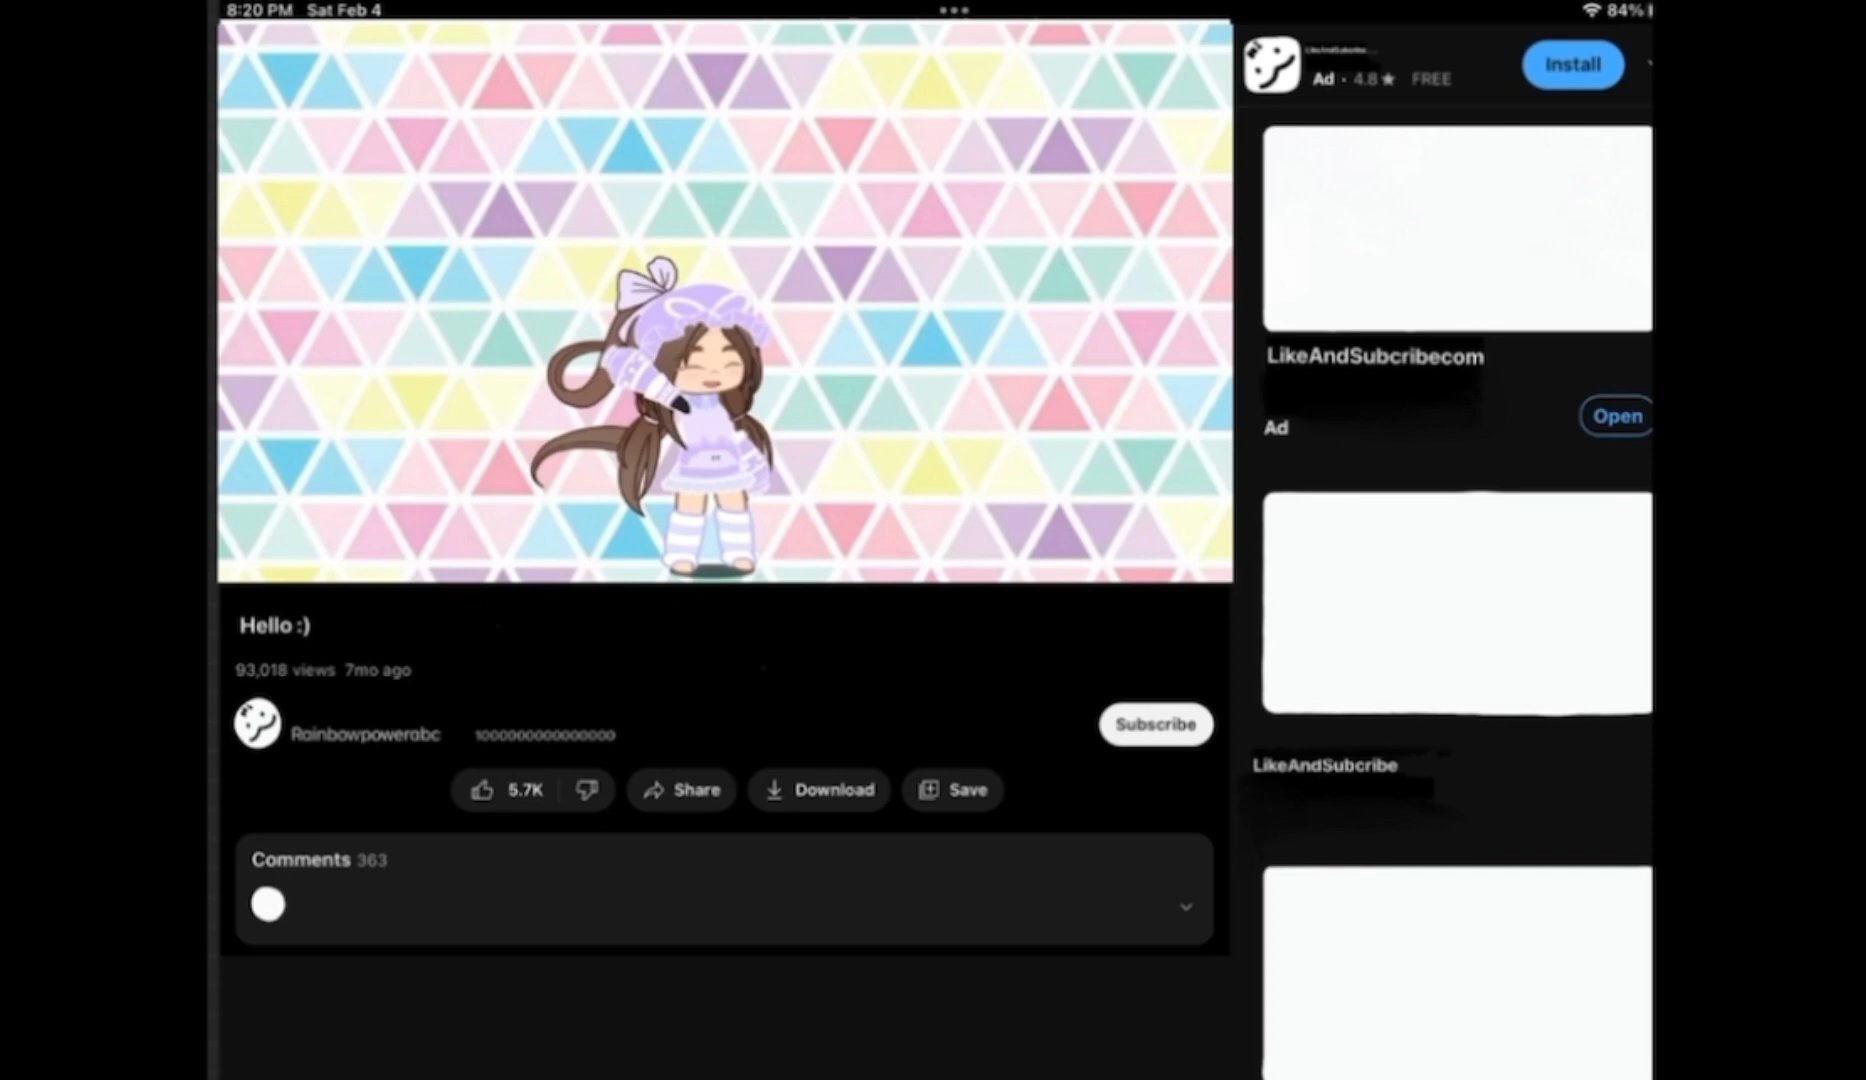 8:20 PM Sat Feb 4
84%
Ad · 4.8★ FREE
Install
LikeAndSubcribecom
Ad
Open
Hello :)
93,018 views 7mo ago
Rainbowpowerabc
Subscribe
5.7K
Share
Download
Save
LikeAndSubcribe
Comments 363